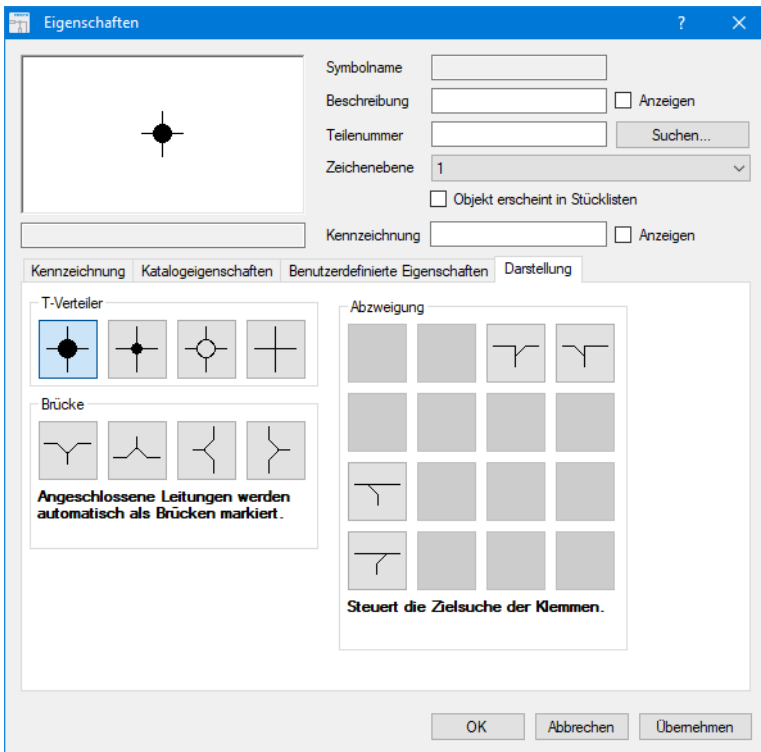 Eigenschaften
Symbolname
Beschreibung
Anzeigen
Teilenummer
Suchen...
Zeichenebene
1
Objekt erscheint in Stücklisten
Kennzeichnung
Anzeigen
Kennzeichnung Katalogeigenschaften Benutzerdefinierte Eigenschaften Darstellung
T-Verteiler
Brücke
Angeschlossene Leitungen werden
automatisch als Brücken markiert.
Abzweigung
Steuert die Zielsuche der Klemmen.
OK
Abbrechen
Übernehmen